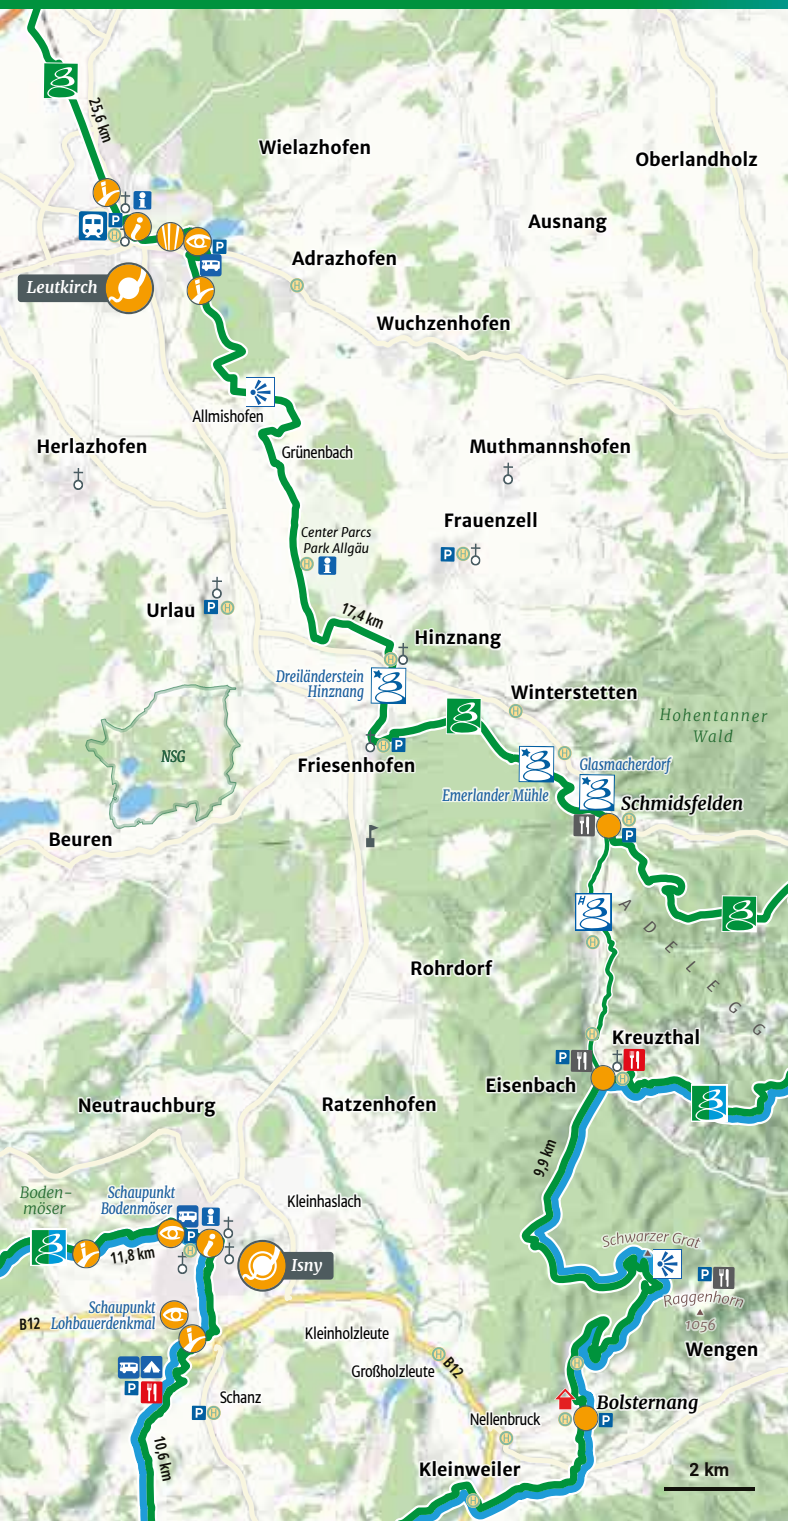 25,6 km
Wielazhofen
Oberlandholz
Ausnang
Adrazhofen
Leutkirch
Wuchzenhofen
Allmishofen
Herlazhofen
Grünenbach
Muthmannshofen
Frauenzell
Center Parcs
Park Allgäu
Urlau
17,4 km
Hinznang
Dreiländerstein
Hinznang
Winterstetten
Hohentanner
Wald
NSG
Friesenhofen
Glasmacherdorf
Emerlander Mühle
Schmidsfelden
Beuren
ADELEGG
Rohrdorf
Kreuzthal
Eisenbach
Neutrauchburg
Ratzenhofen
9,9 km
Boden-
möser
Schaupunkt
Bodenmöser
Kleinhaslach
11,8 km
Schwarzer Grat
Isny
Raggenhorn
1056
Schaupunkt
Lohbauerdenkmal
B12
Kleinholzleute
Wengen
Großholzleute
B12
Schanz
Bolsternang
Nellenbruck
10,6 km
Kleinweiler
2 km